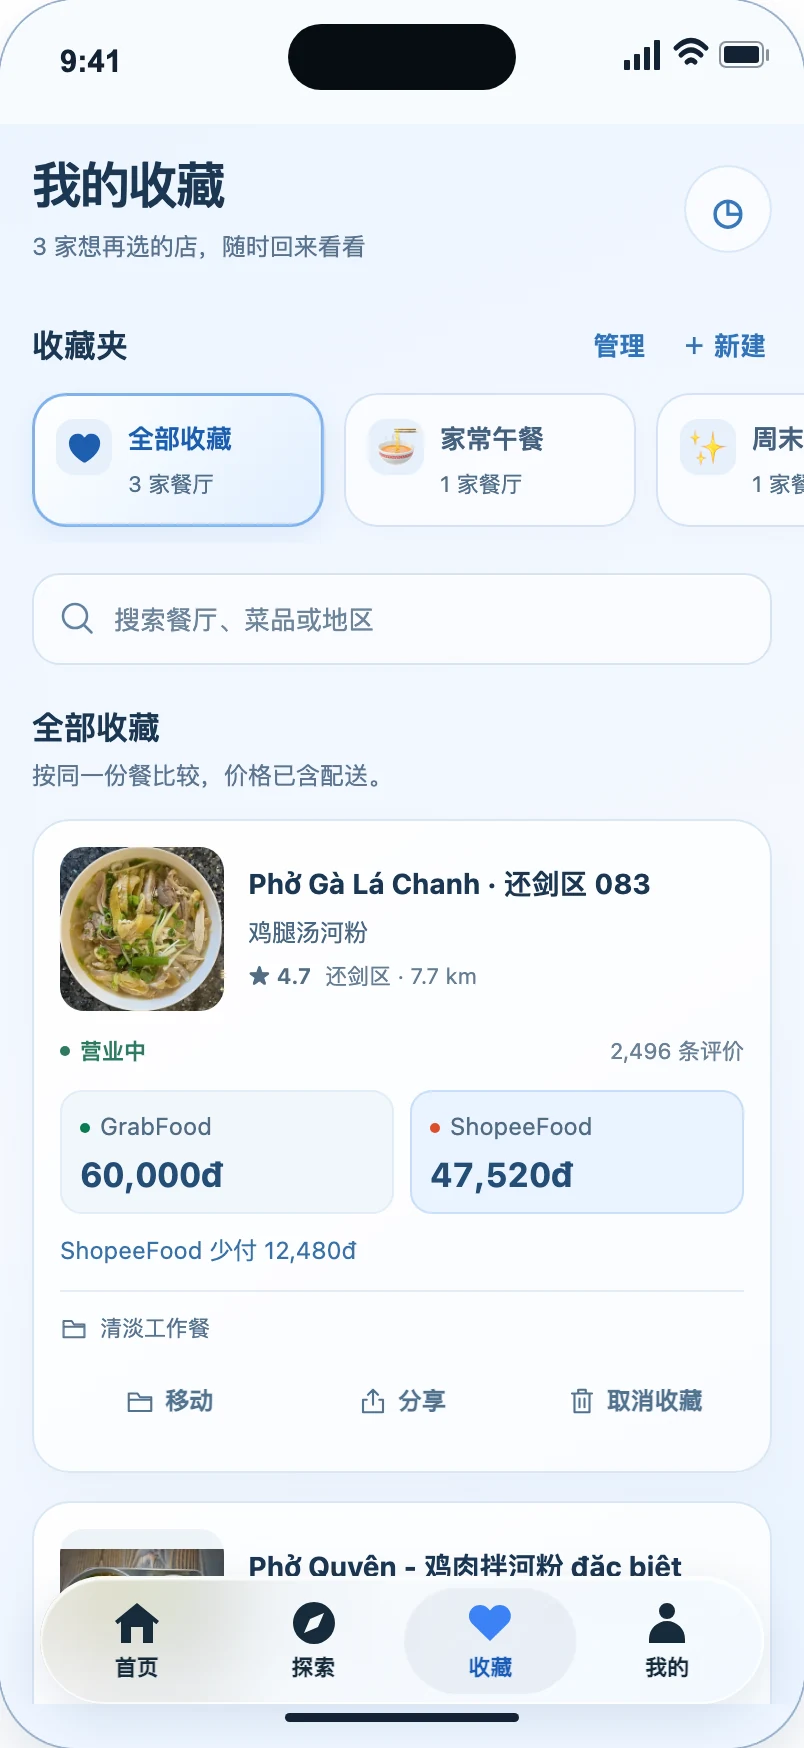 9:41
我的收藏
3 家想再选的店，随时回来看看
收藏夹
管理
+ 新建
全部收藏
3 家餐厅
家常午餐
1 家餐厅
周末
1 家餐
搜索餐厅、菜品或地区
全部收藏
按同一份餐比较，价格已含配送。
Phở Gà Lá Chanh · 还剑区 083
鸡腿汤河粉
★ 4.7 还剑区 · 7.7 km
营业中
2,496 条评价
GrabFood
60,000đ
ShopeeFood
47,520đ
ShopeeFood 少付 12,480đ
清淡工作餐
移动
分享
取消收藏
Phở Quyên - 鸡肉拌河粉 đặc biệt
首页
探索
收藏
我的